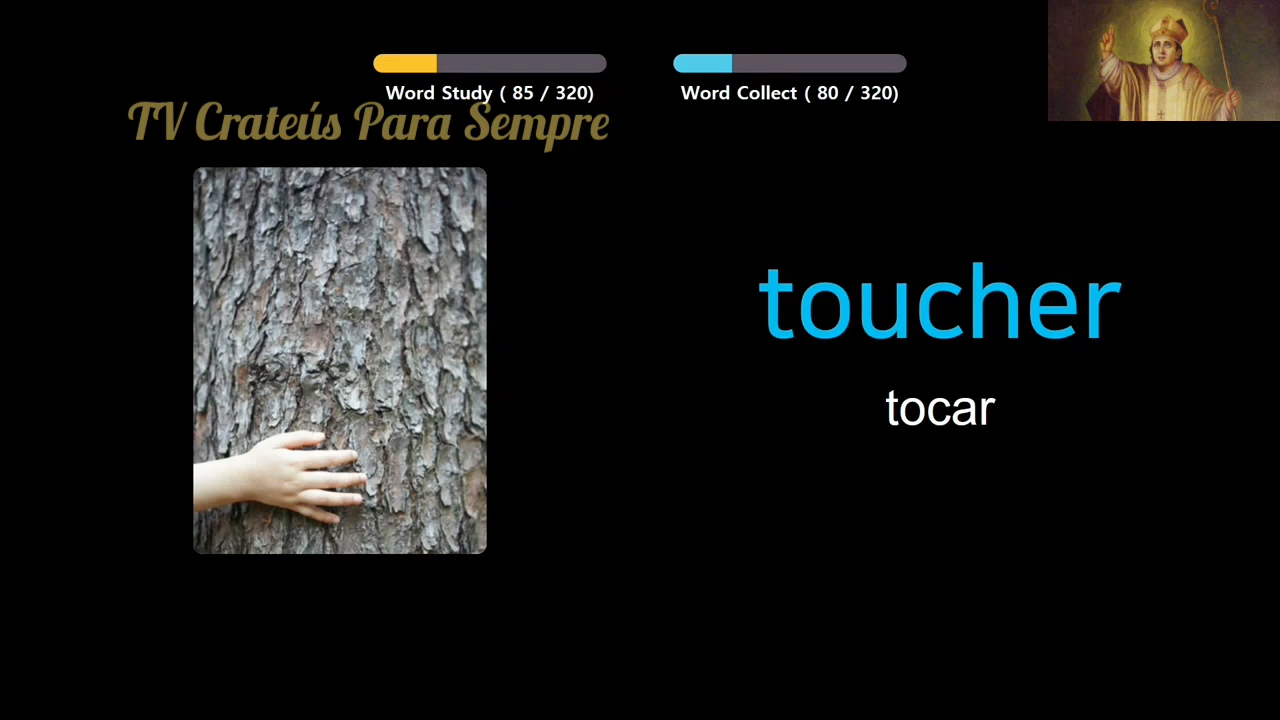 Word Study ( 85 / 320)
Word Collect ( 80 / 320)
TV Crateús Para Sempre
toucher
tocar